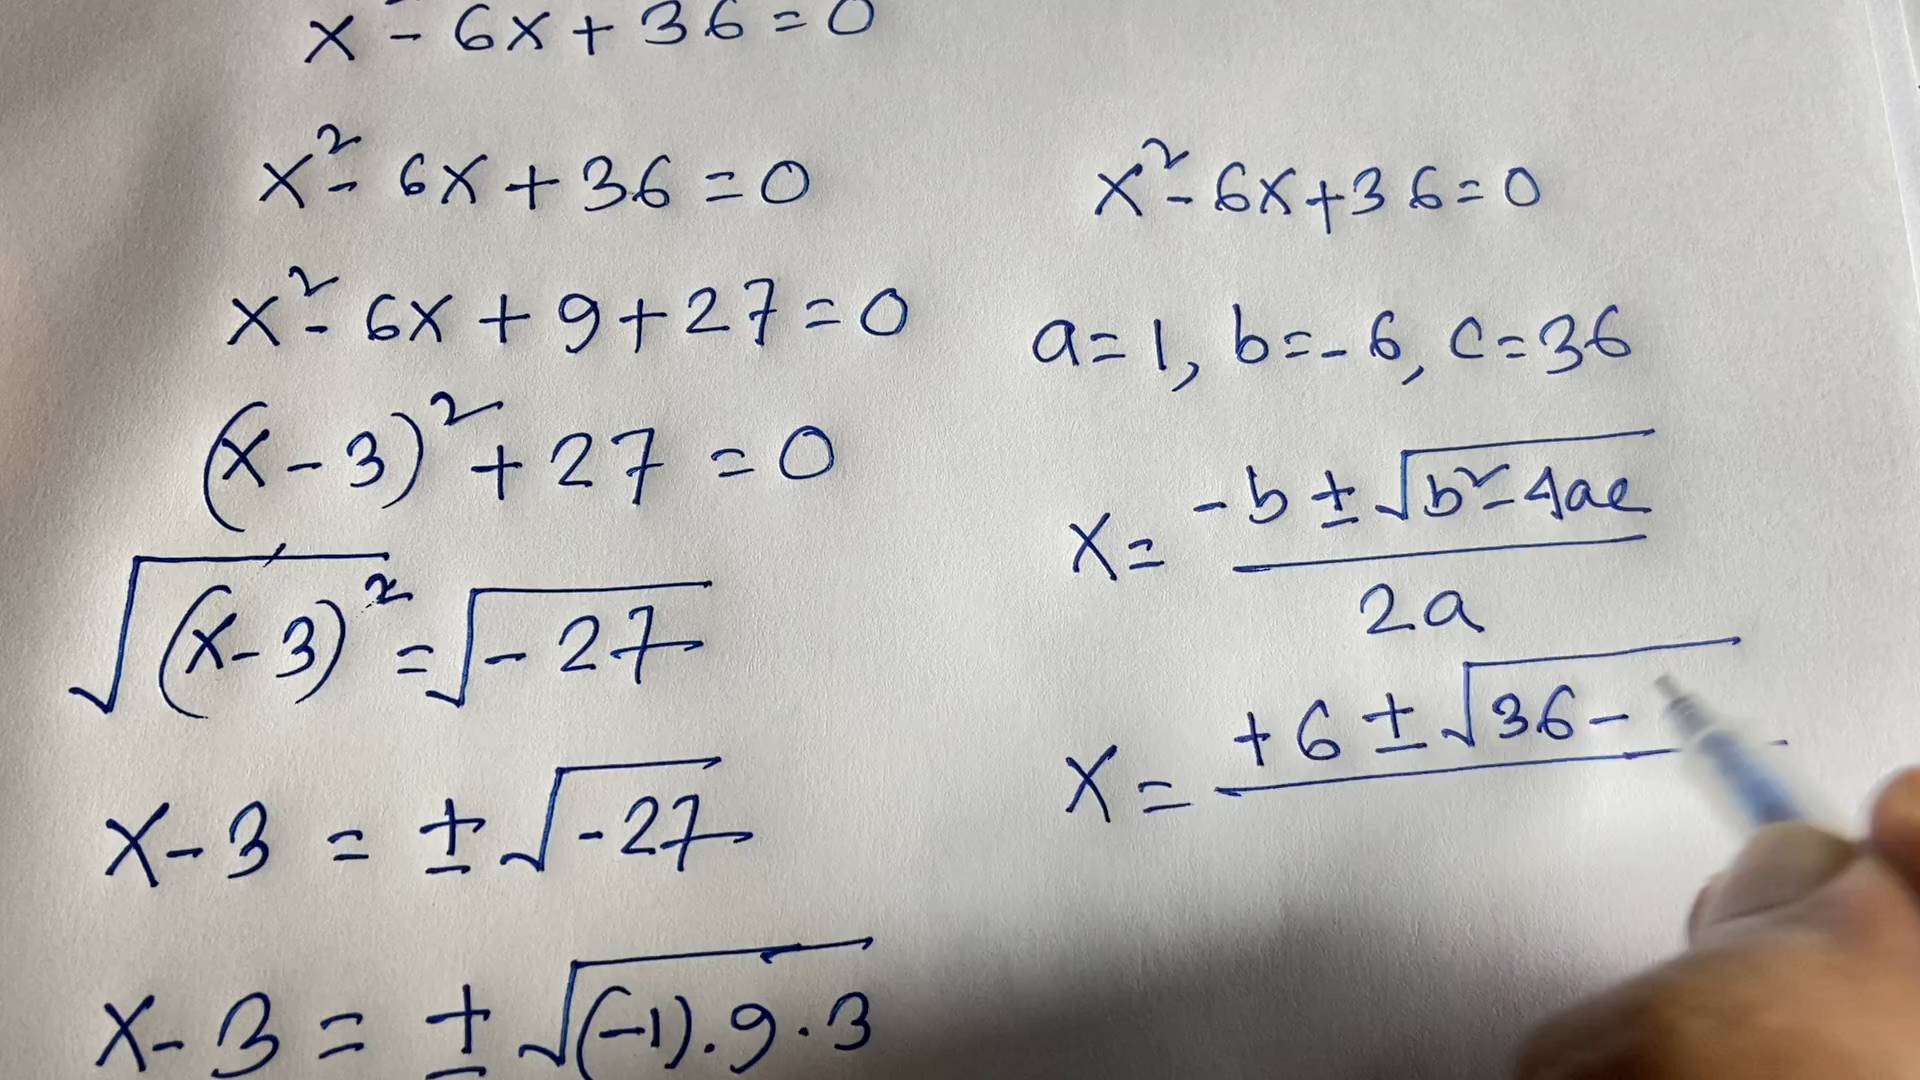 x² - 6x + 36 = 0
x² - 6x + 36 = 0
x² - 6x + 9 + 27 = 0
(x - 3)² + 27 = 0
√(x - 3)² = √-27
x - 3 = ± √-27
x - 3 = ± √(-1).9.3
x² - 6x + 36 = 0
a = 1, b = -6, c = 36
x = (-b ± √b² - 4ac) / 2a
x = +6 ± √36 -